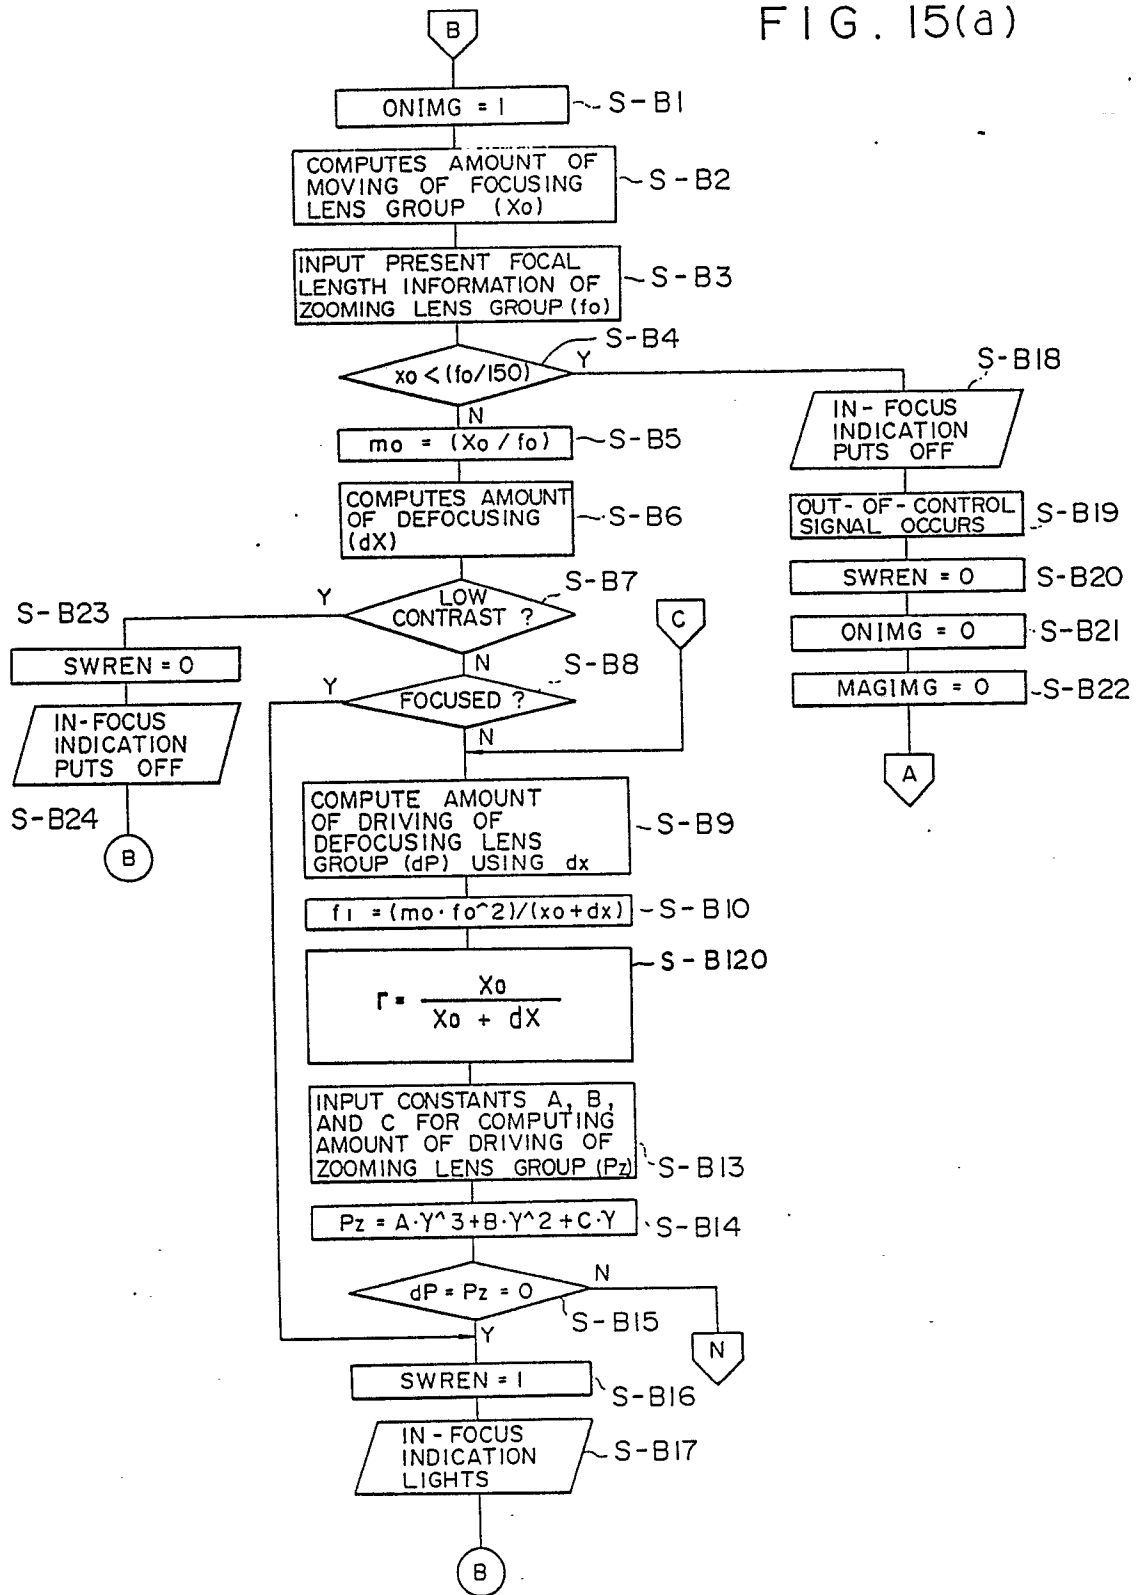 FIG. 15(a)
B
ONIMG = 1
S-B1
COMPUTES AMOUNT OF
MOVING OF FOCUSING
LENS GROUP (Xo)
S-B2
INPUT PRESENT FOCAL
LENGTH INFORMATION OF
ZOOMING LENS GROUP (fo)
S-B3
S-B4
xo < (fo/150)
Y
N
mo = (Xo / fo)
S-B5
COMPUTES AMOUNT
OF DEFOCUSING
(dX)
S-B6
S-B7
LOW
CONTRAST ?
Y
N
S-B23
SWREN = 0
IN-FOCUS
INDICATION
PUTS OFF
S-B24
B
S-B8
FOCUSED ?
Y
N
C
S-B18
IN-FOCUS
INDICATION
PUTS OFF
OUT-OF-CONTROL
SIGNAL OCCURS
S-B19
SWREN = 0
S-B20
ONIMG = 0
S-B21
MAGIMG = 0
S-B22
A
COMPUTE AMOUNT
OF DRIVING OF
DEFOCUSING LENS
GROUP (dP) USING dx
S-B9
f1 = (mo·fo^2)/(xo+dx)
S-B10
S-B120
Γ = Xo / Xo + dX
INPUT CONSTANTS A, B,
AND C FOR COMPUTING
AMOUNT OF DRIVING OF
ZOOMING LENS GROUP (Pz)
S-B13
Pz = A·Y^3+B·Y^2+C·Y
S-B14
dP = Pz = 0
N
S-B15
Y
N
SWREN = 1
S-B16
IN-FOCUS
INDICATION
LIGHTS
S-B17
B